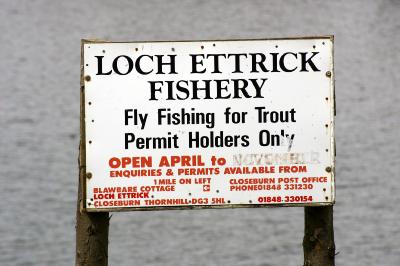 LOCH ETTRICK
FISHERY
Fly Fishing for Trout
Permit Holders Only
OPEN APRIL to NOVEMBER
ENQUIRIES & PERMITS AVAILABLE FROM
1 MILE ON LEFT
BLAWBARE COTTAGE
LOCH ETTRICK
CLOSEBURN THORNHILL·DG3 5HL
CLOSEBURN POST OFFICE
PHONE01848 331230
01848 330154